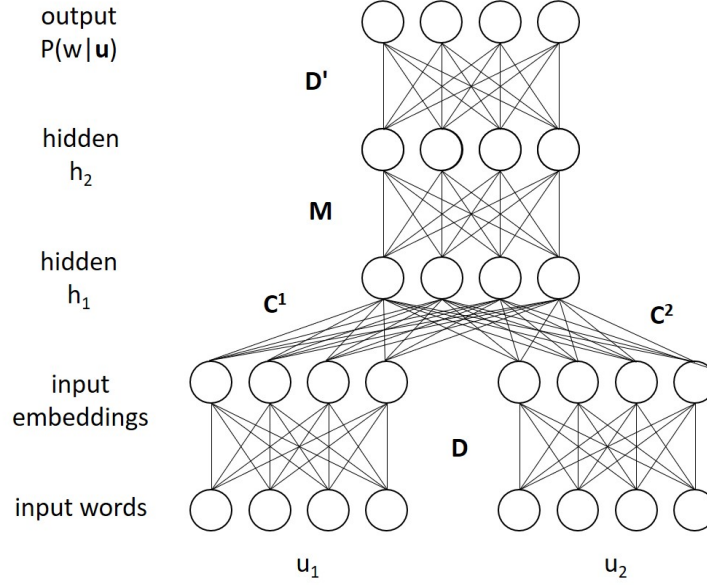 output
P(w|u)
D'
hidden
h₂
M
hidden
h₁
C¹
C²
input
embeddings
D
input words
u₁
u₂